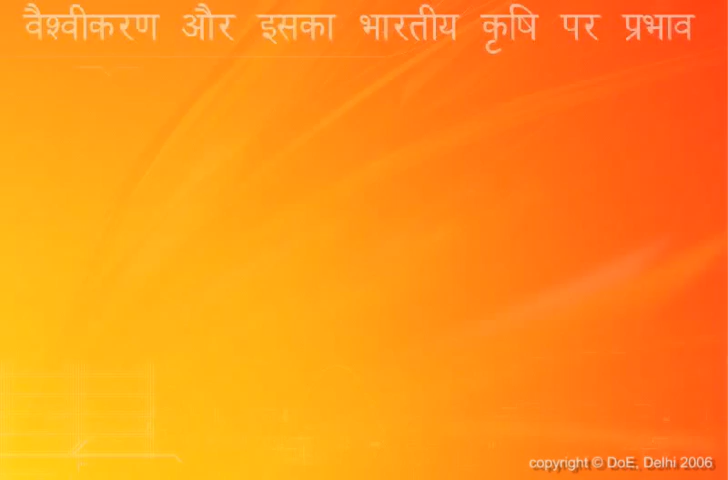 वैश्वीकरण और इसका भारतीय कृषि पर प्रभाव
copyright © DoE, Delhi 2006